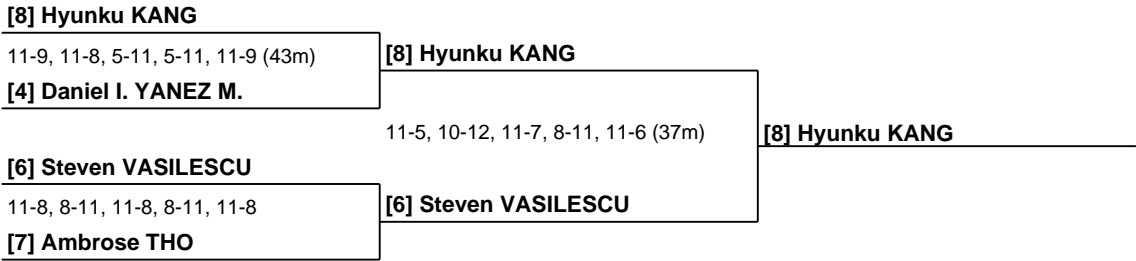 [8] Hyunku KANG
11-9, 11-8, 5-11, 5-11, 11-9 (43m)
[8] Hyunku KANG
[4] Daniel I. YANEZ M.
11-5, 10-12, 11-7, 8-11, 11-6 (37m)
[8] Hyunku KANG
[6] Steven VASILESCU
11-8, 8-11, 11-8, 8-11, 11-8
[6] Steven VASILESCU
[7] Ambrose THO